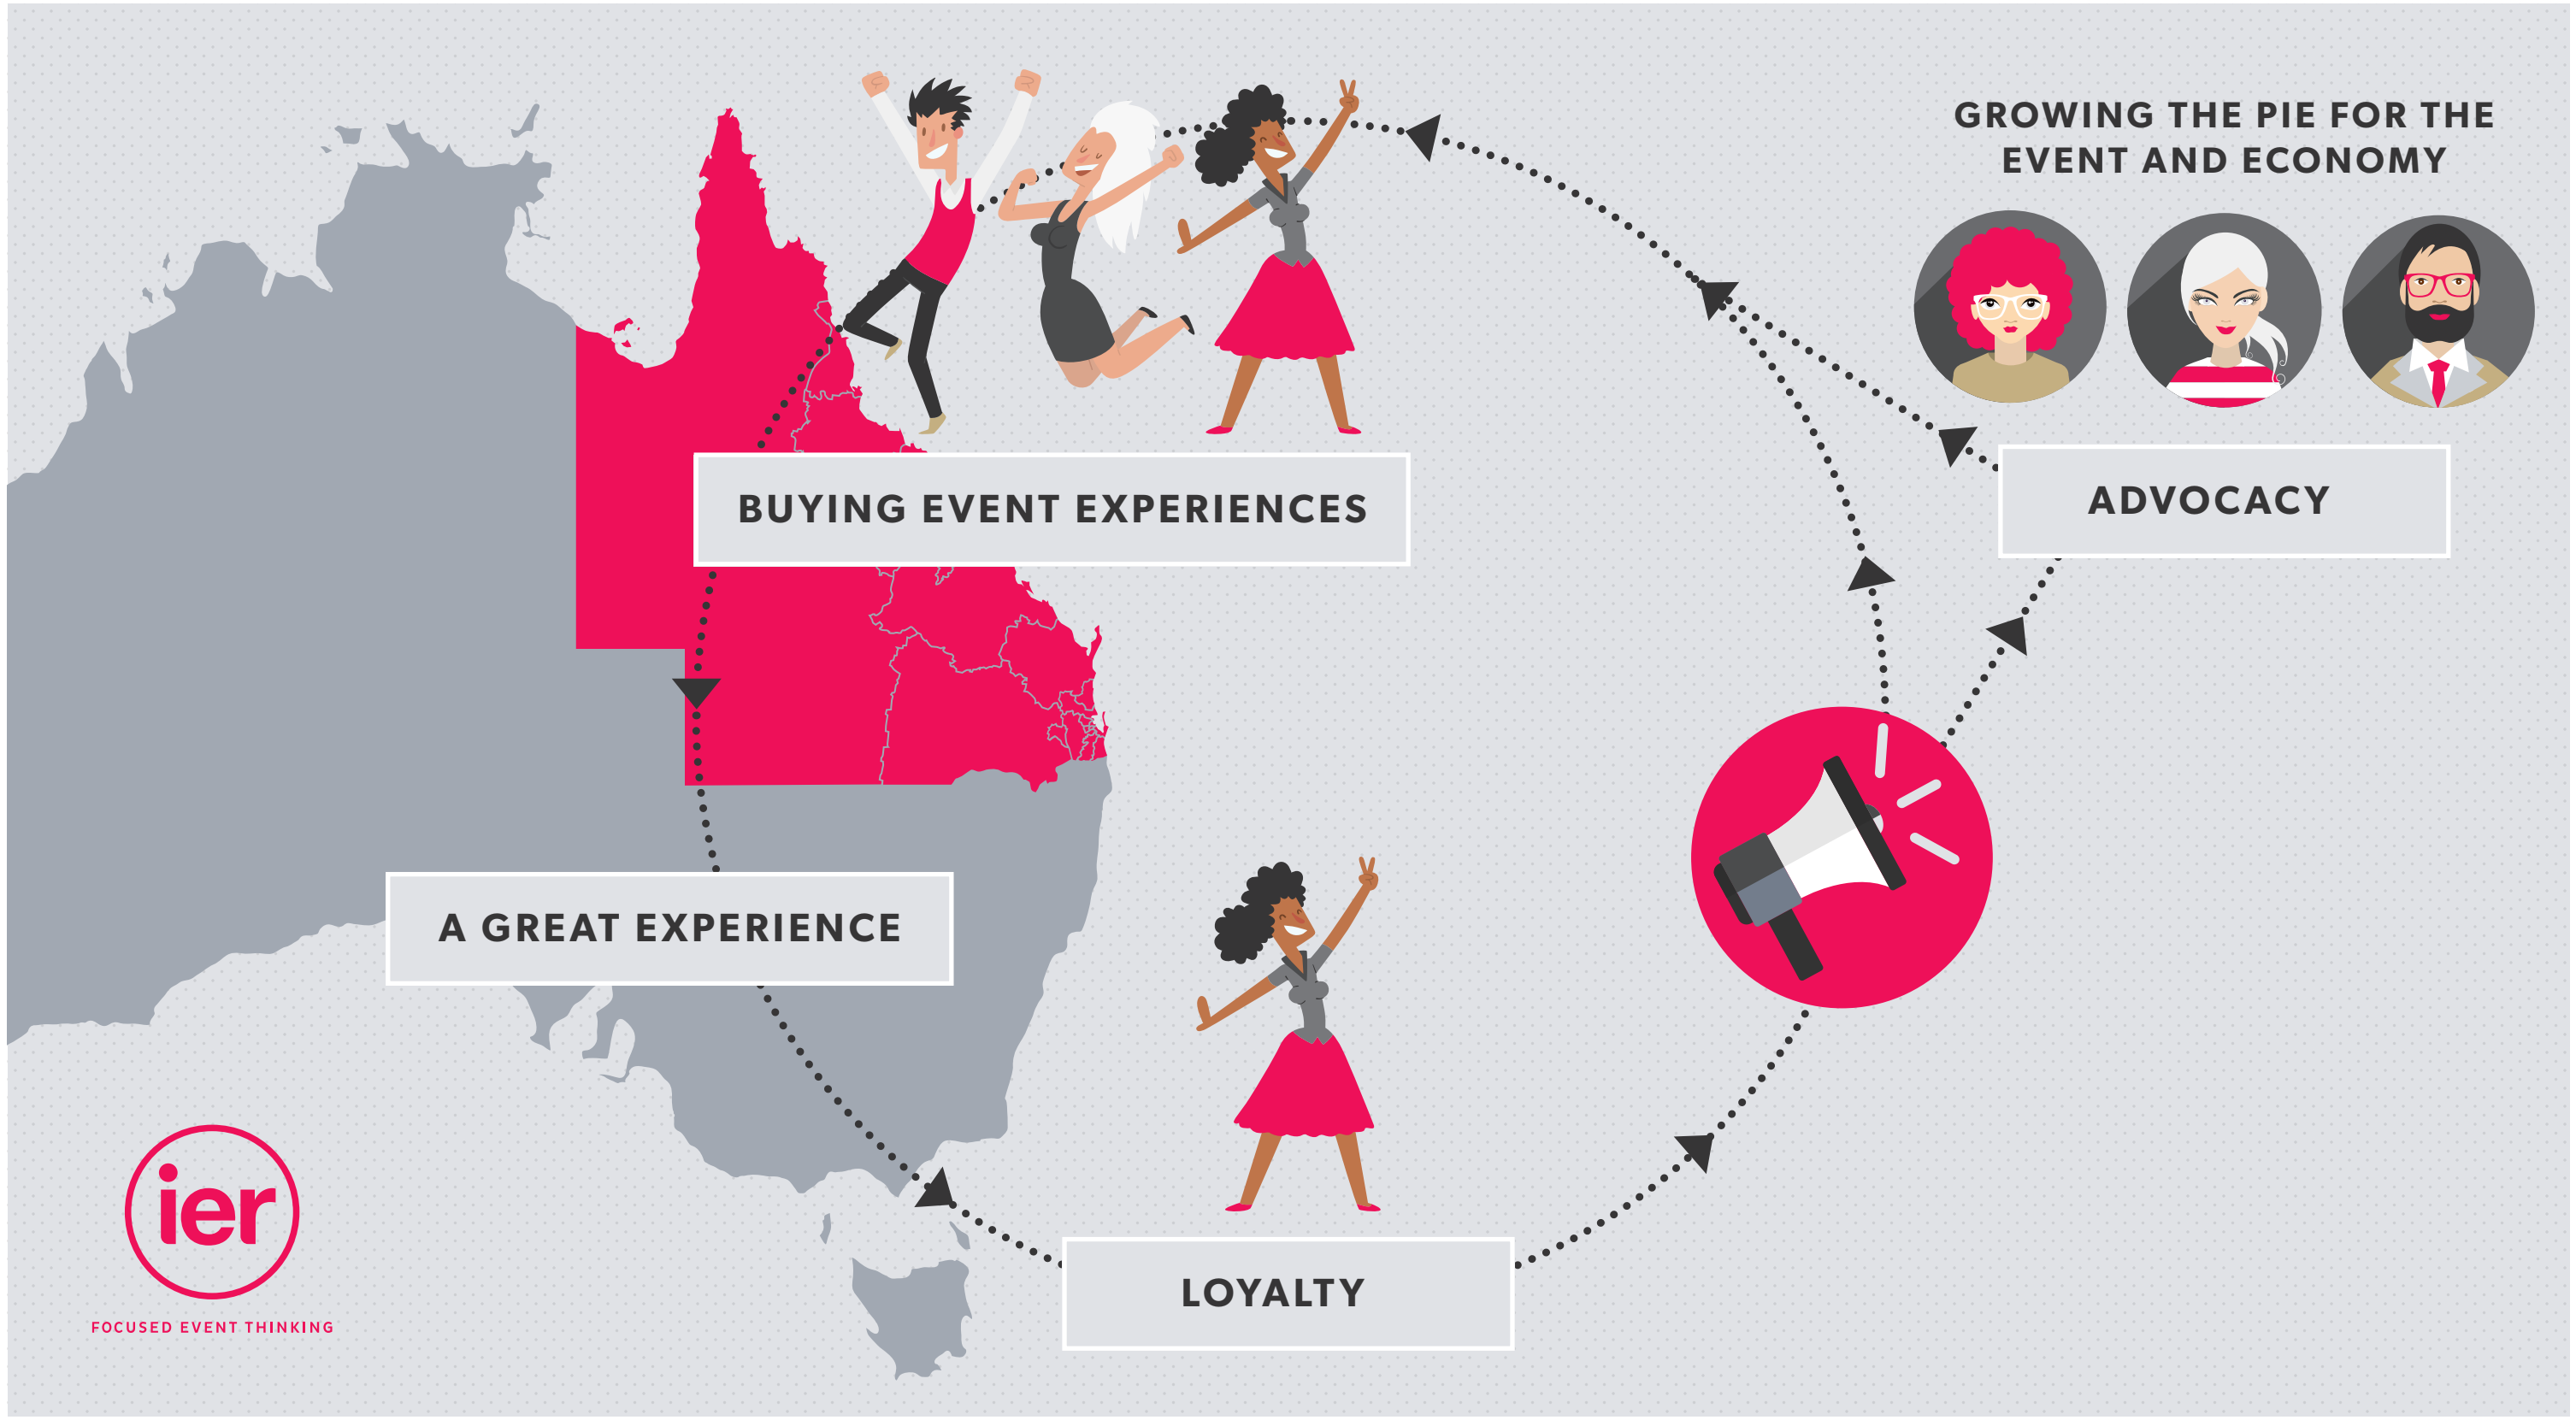 GROWING THE PIE FOR THE
EVENT AND ECONOMY
BUYING EVENT EXPERIENCES
ADVOCACY
A GREAT EXPERIENCE
LOYALTY
ier
FOCUSED EVENT THINKING